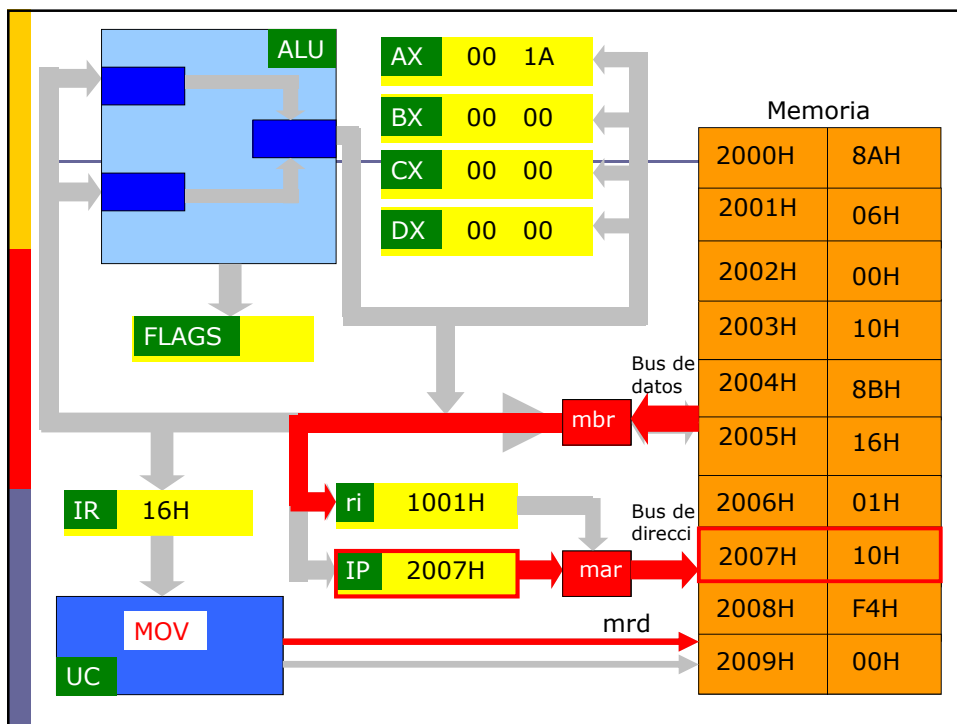 ALU
AX 00 1A
BX 00 00
CX 00 00
DX 00 00
FLAGS
Memoria
2000H 8AH
2001H 06H
2002H 00H
2003H 10H
2004H 8BH
2005H 16H
2006H 01H
2007H 10H
2008H F4H
2009H 00H
Bus de
datos
mbr
IR 16H
ri 1001H
Bus de
direcci
IP 2007H
mar
MOV
UC
mrd